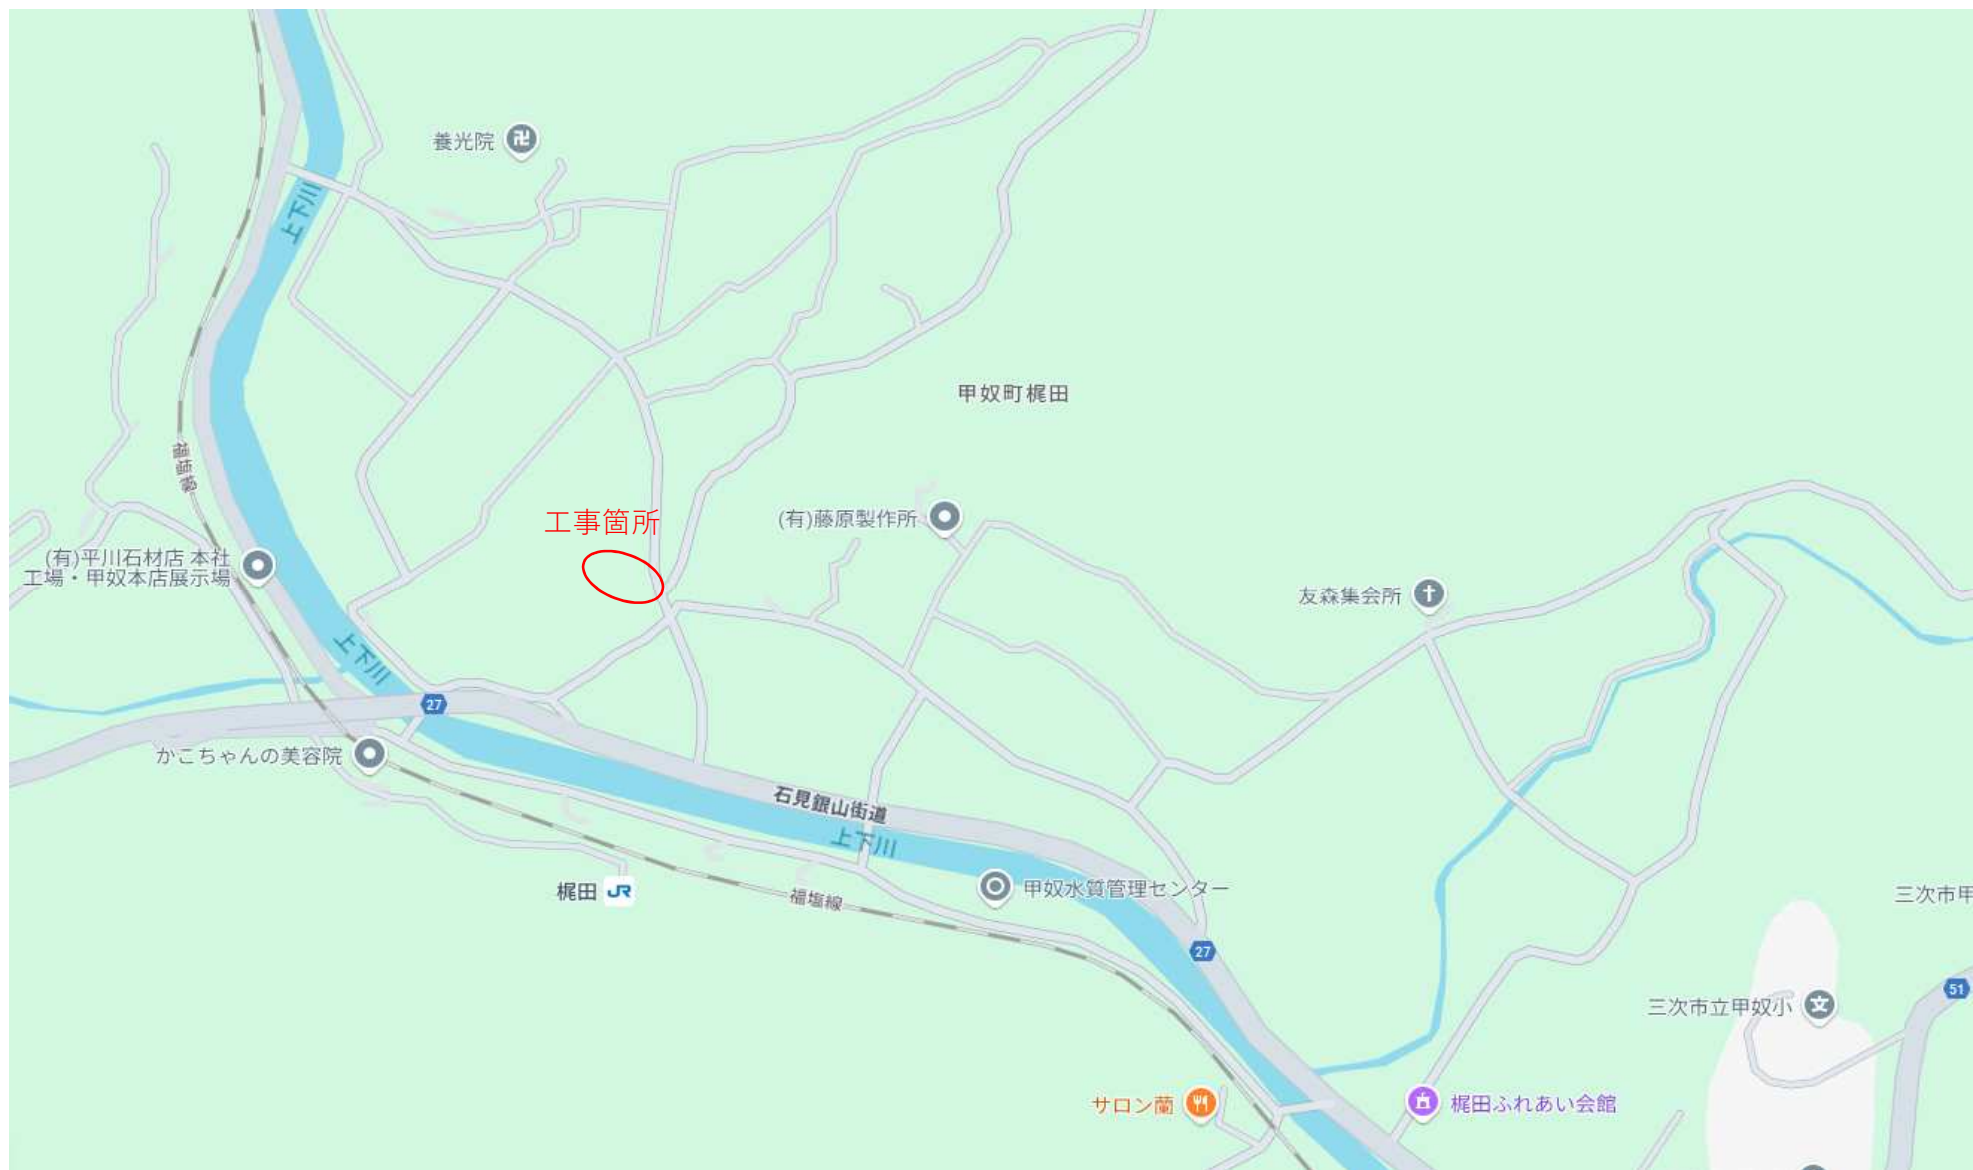 養光院
上下川
甲奴町梶田
福塩線
工事箇所
(有)藤原製作所
(有)平川石材店 本社
工場・甲奴本店展示場
友森集会所
上下川
27
かこちゃんの美容院
石見銀山街道
上下川
梶田 JR
福塩線
甲奴水質管理センター
三次市甲
27
51
三次市立甲奴小
文
サロン蘭
梶田ふれあい会館